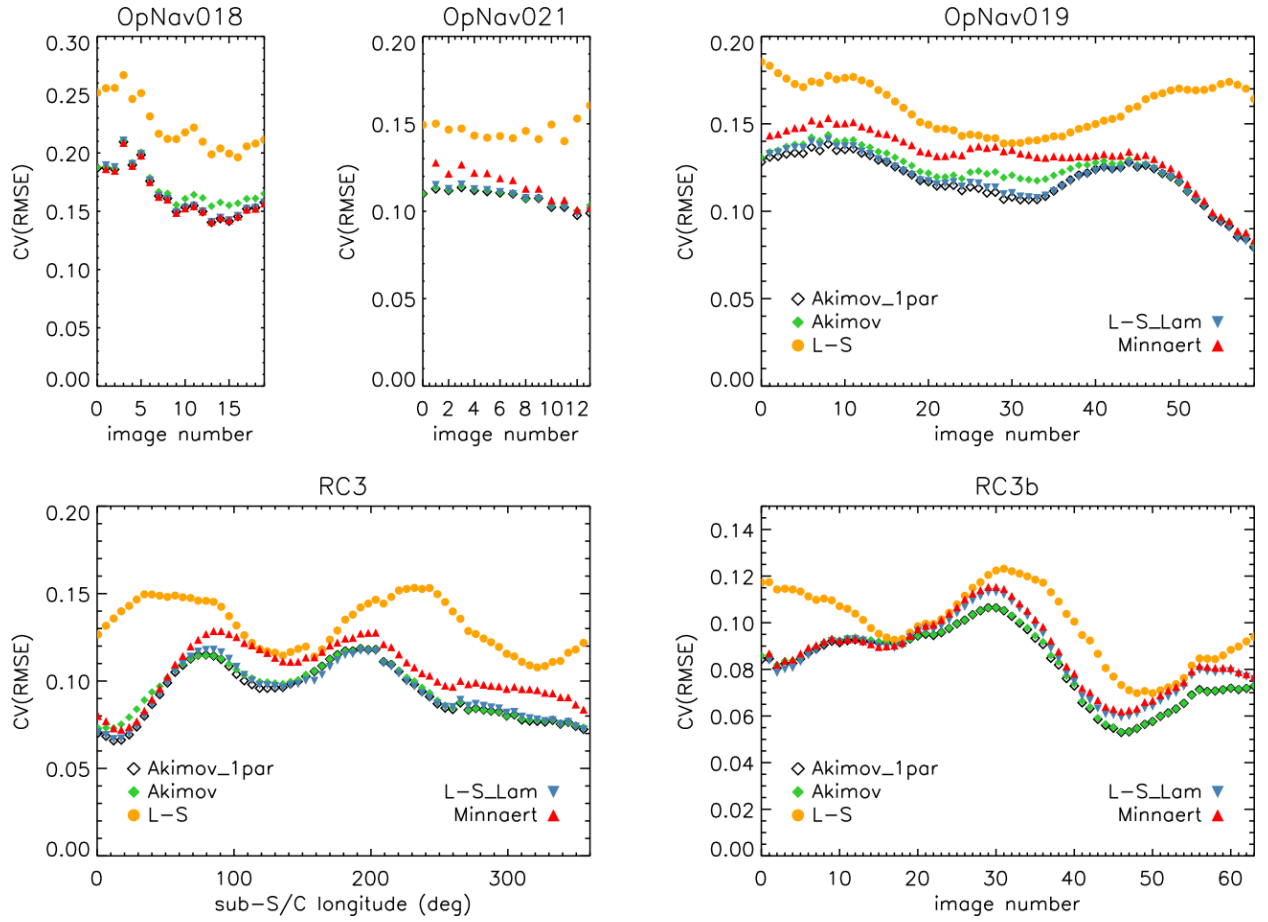 OpNav018
CV(RMSE)
0.30
0.25
0.20
0.15
0.10
0.05
0.00
0 5 10 15
image number
OpNav021
CV(RMSE)
0.20
0.15
0.10
0.05
0.00
0 2 4 6 8 10 12
image number
OpNav019
CV(RMSE)
0.20
0.15
0.10
0.05
0.00
Akimov_1par
Akimov
L-S
L-S_Lam
Minnaert
0 10 20 30 40 50
image number
RC3
CV(RMSE)
0.20
0.15
0.10
0.05
0.00
Akimov_1par
Akimov
L-S
L-S_Lam
Minnaert
0 100 200 300
sub-S/C longitude (deg)
RC3b
CV(RMSE)
0.14
0.12
0.10
0.08
0.06
0.04
0.02
0.00
Akimov_1par
Akimov
L-S
L-S_Lam
Minnaert
0 10 20 30 40 50 60
image number